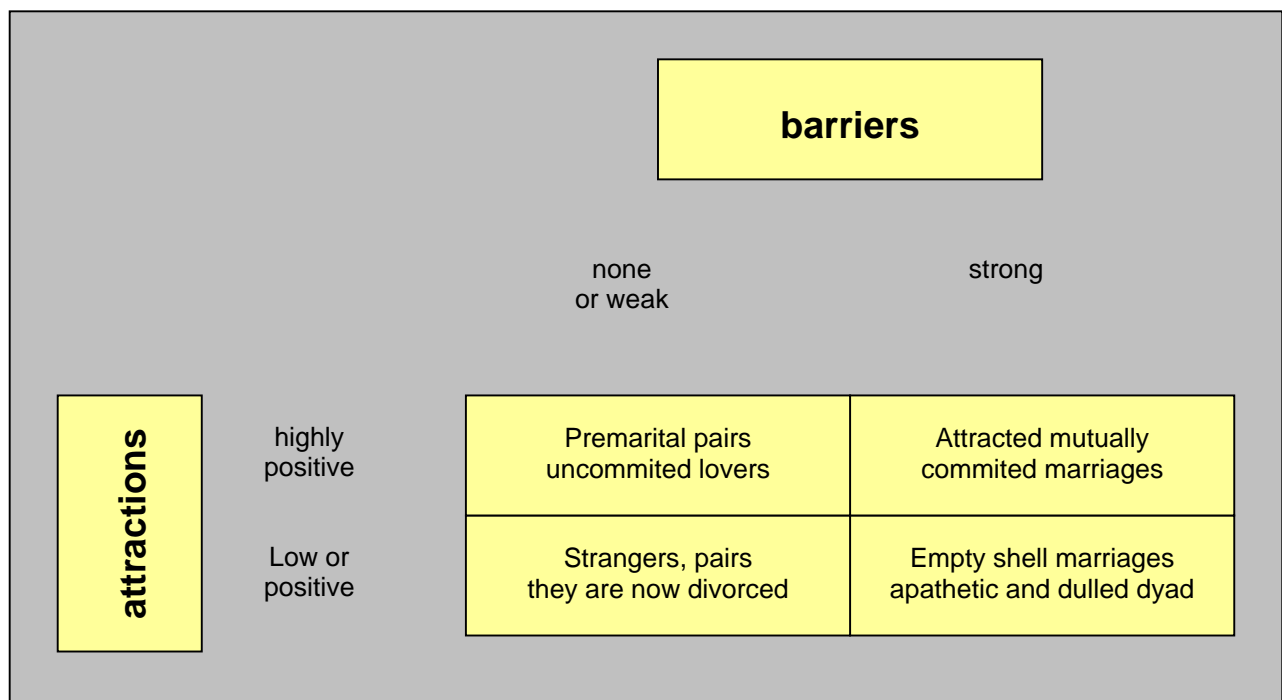 barriers
none
or weak
strong
attractions
highly
positive
Premarital pairs
uncommited lovers
Attracted mutually
commited marriages
Low or
positive
Strangers, pairs
they are now divorced
Empty shell marriages
apathetic and dulled dyad